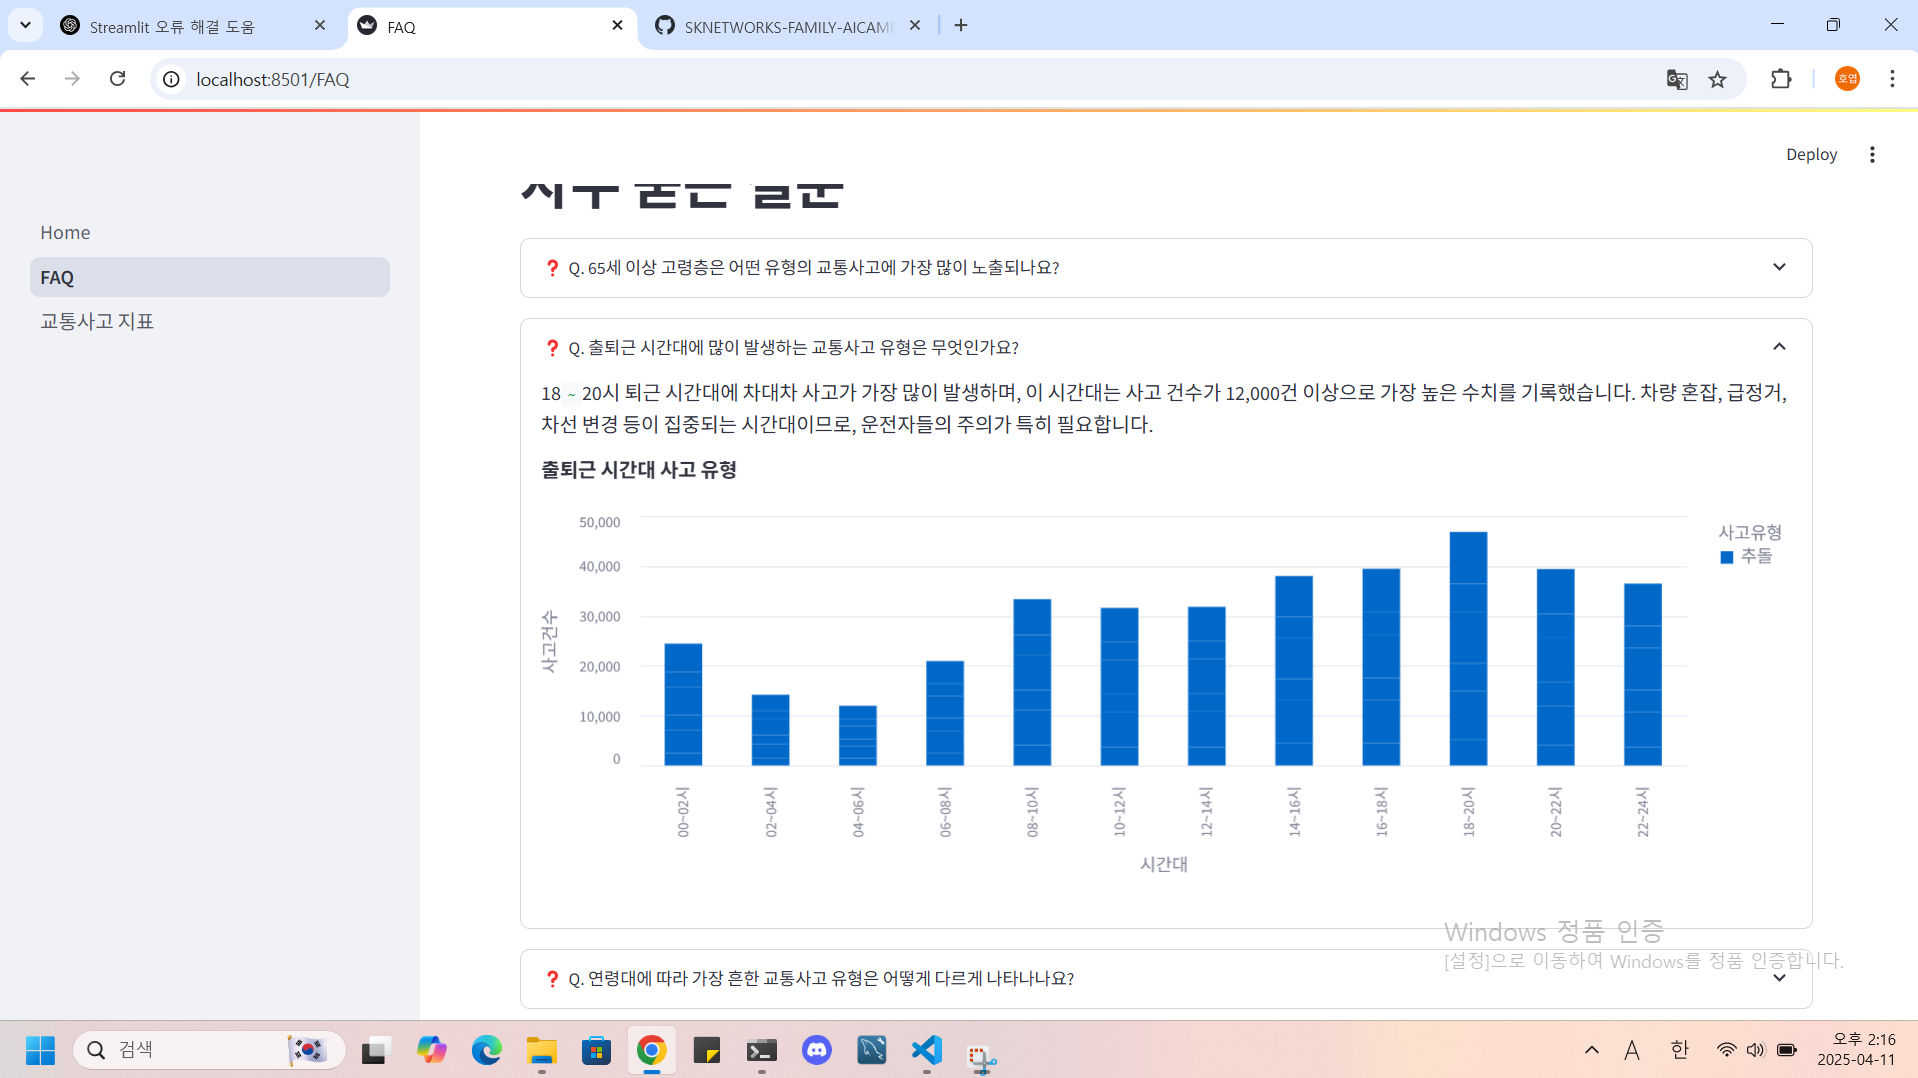 Streamlit 오류 해결 도움
FAQ
SKNETWORKS-FAMILY-AICAMP
localhost:8501/FAQ
호엽
Deploy
Home
FAQ
교통사고 지표
자주 묻는 질문
❓ Q. 65세 이상 고령층은 어떤 유형의 교통사고에 가장 많이 노출되나요?
❓ Q. 출퇴근 시간대에 많이 발생하는 교통사고 유형은 무엇인가요?
18 ~ 20시 퇴근 시간대에 차대차 사고가 가장 많이 발생하며, 이 시간대는 사고 건수가 12,000건 이상으로 가장 높은 수치를 기록했습니다. 차량 혼잡, 급정거,
차선 변경 등이 집중되는 시간대이므로, 운전자들의 주의가 특히 필요합니다.
출퇴근 시간대 사고 유형
사고건수
50,000
40,000
30,000
20,000
10,000
0
00~02시
02~04시
04~06시
06~08시
08~10시
10~12시
12~14시
14~16시
16~18시
18~20시
20~22시
22~24시
시간대
사고유형
추돌
Windows 정품 인증
[설정]으로 이동하여 Windows를 정품 인증합니다.
❓ Q. 연령대에 따라 가장 흔한 교통사고 유형은 어떻게 다르게 나타나나요?
검색
A
한
오후 2:16
2025-04-11